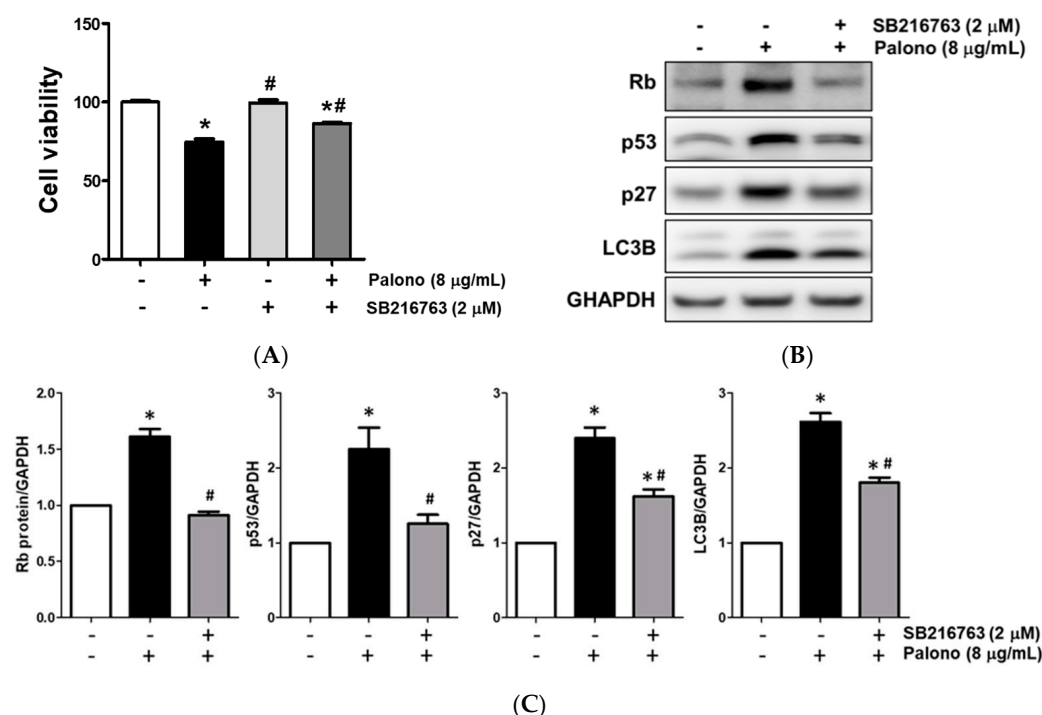 150
100
50
0
Cell viability
*
#
*#
- + - + Palono (8 μg/mL)
- - + + SB216763 (2 μM)
(A)
- - + SB216763 (2 μM)
- + + Palono (8 μg/mL)
Rb
p53
p27
LC3B
GHAPDH
(B)
2.0
1.5
1.0
0.5
0.0
Rb protein/GAPDH
*
#
- - +
- + +
3
2
1
0
p53/GAPDH
*
#
- - +
- + +
3
2
1
0
p27/GAPDH
*
*#
- - +
- + +
3
2
1
0
LC3B/GAPDH
*
*#
- - + SB216763 (2 μM)
- + + Palono (8 μg/mL)
(C)